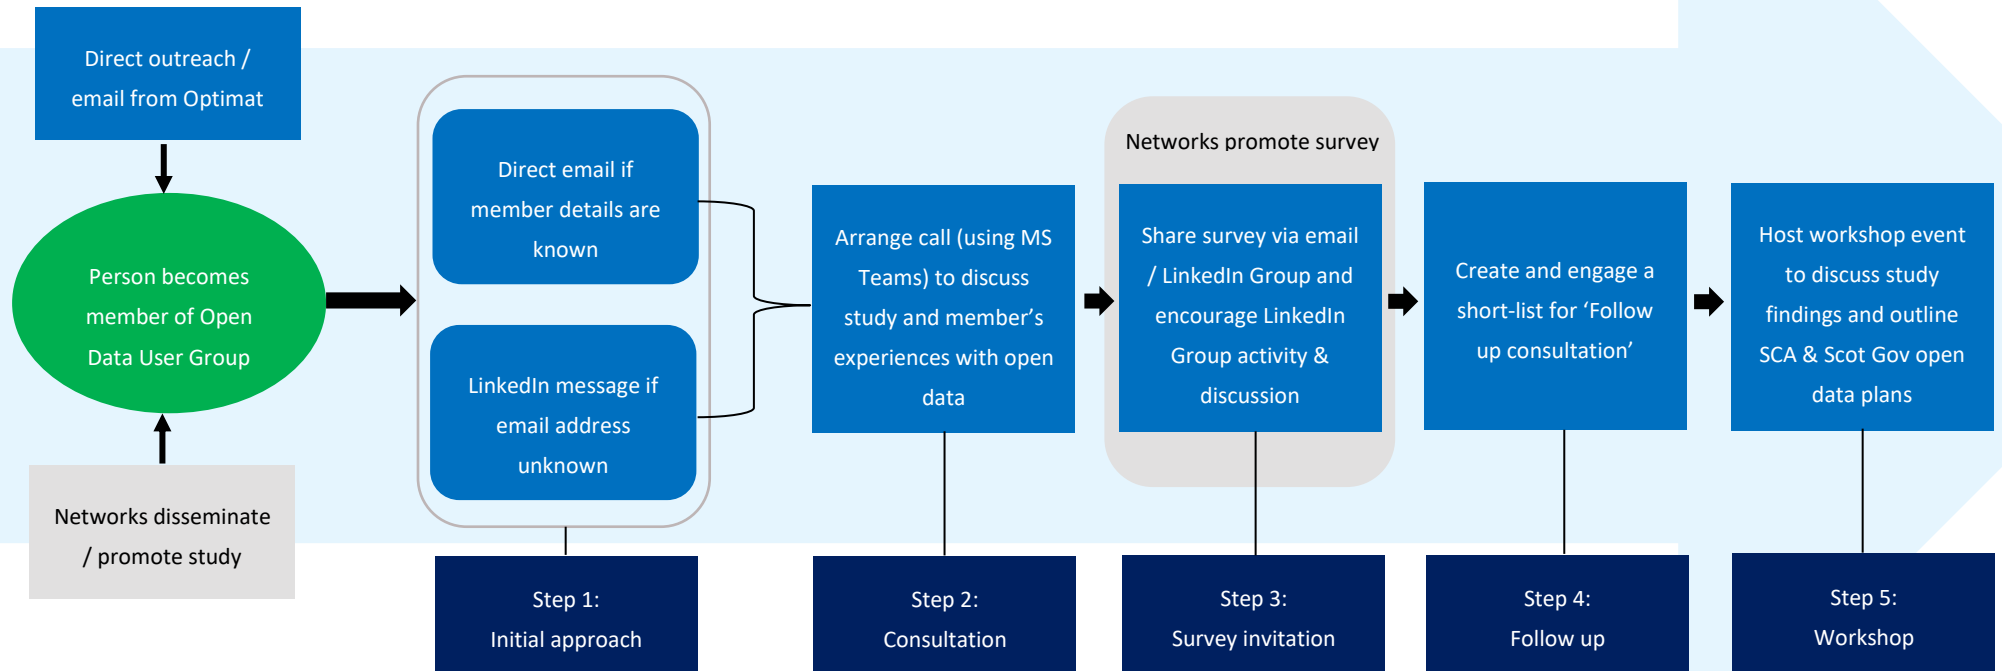 Direct outreach /
email from Optimat
Person becomes
member of Open
Data User Group
Networks disseminate
/ promote study
Direct email if
member details are
known
LinkedIn message if
email address
unknown
Arrange call (using MS
Teams) to discuss
study and member’s
experiences with open
data
Networks promote survey
Share survey via email
/ LinkedIn Group and
encourage LinkedIn
Group activity &
discussion
Create and engage a
short-list for ‘Follow
up consultation’
Host workshop event
to discuss study
findings and outline
SCA & Scot Gov open
data plans
Step 1:
Initial approach
Step 2:
Consultation
Step 3:
Survey invitation
Step 4:
Follow up
Step 5:
Workshop